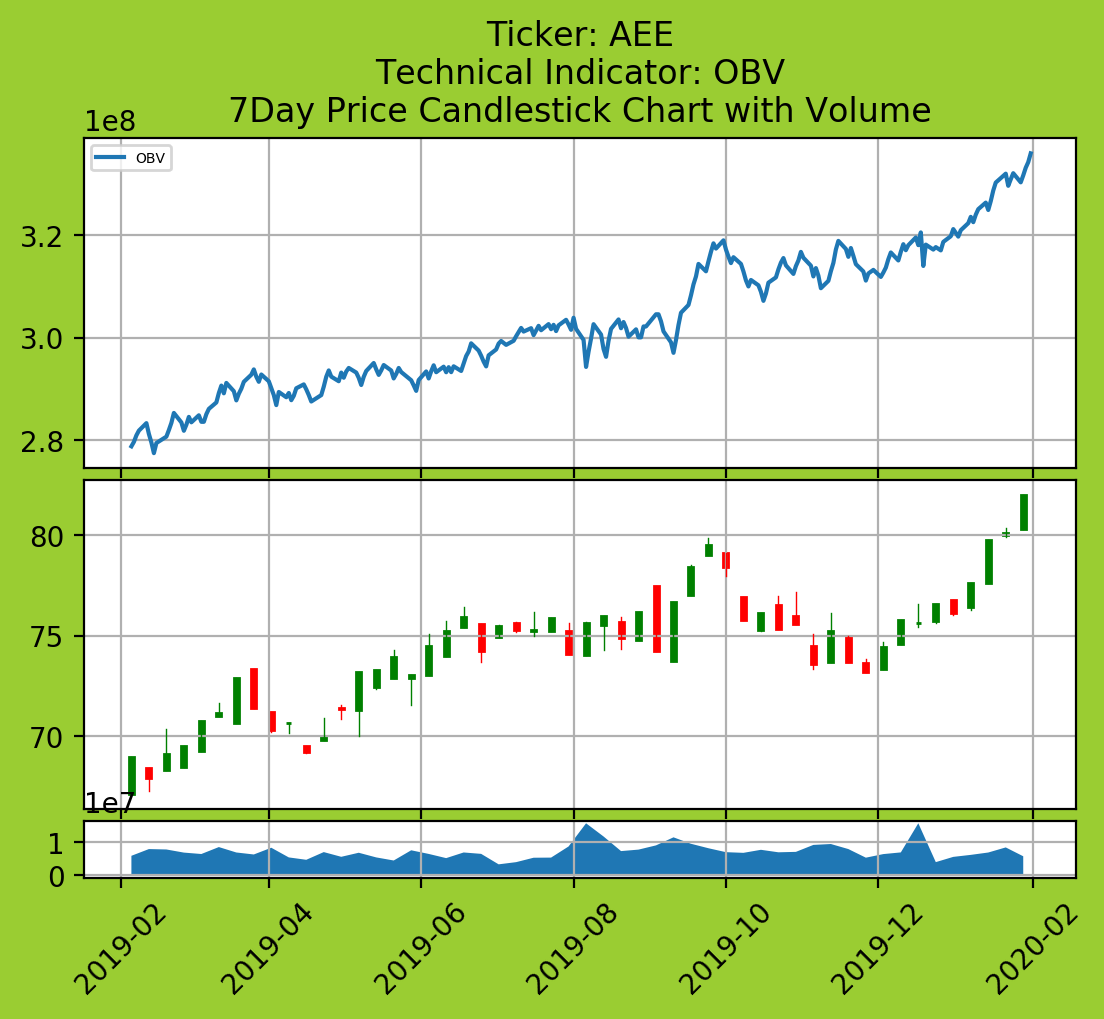 Ticker: AEE
Technical Indicator: OBV
7Day Price Candlestick Chart with Volume
1e8
OBV
3.2
3.0
2.8
80
75
70
1e7
1
0
2019-02
2019-04
2019-06
2019-08
2019-10
2019-12
2020-02